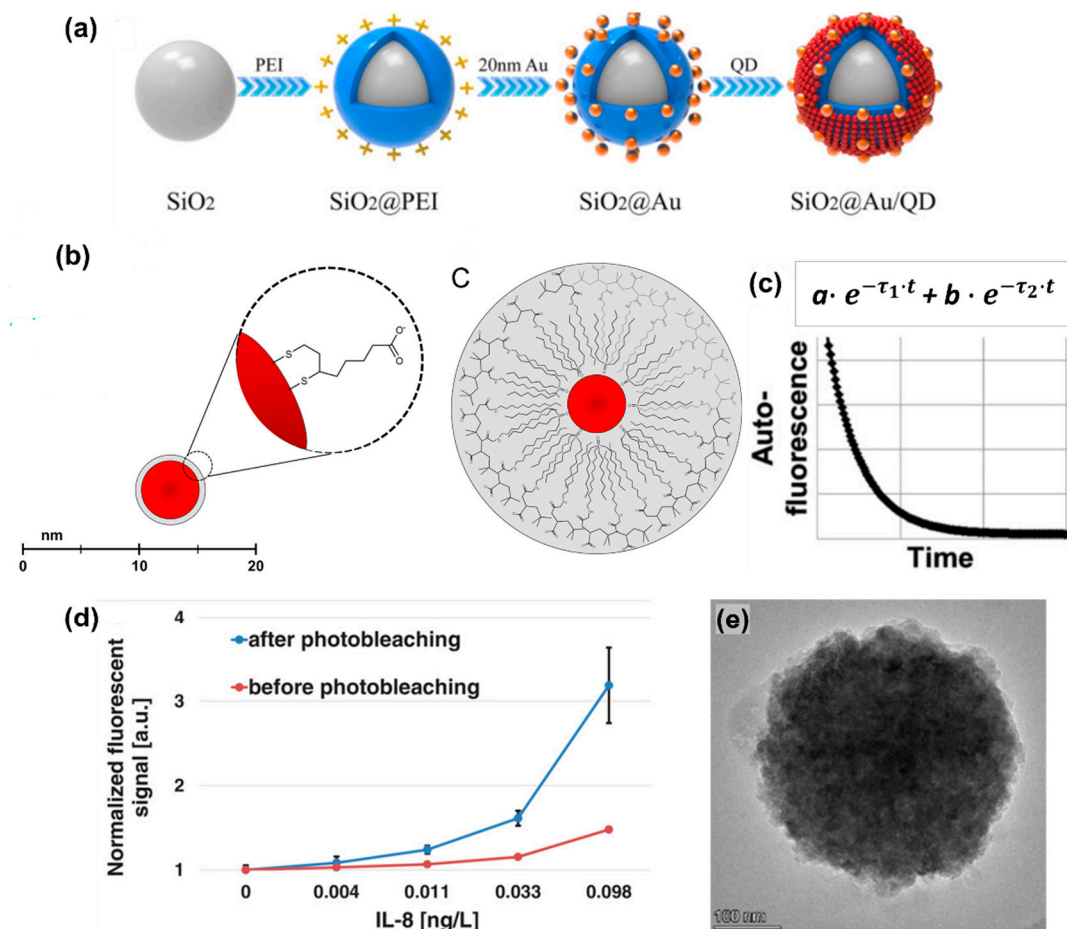 (a)
PEI
20nm Au
QD
SiO₂
SiO₂@PEI
SiO₂@Au
SiO₂@Au/QD
(b)
S
S
O⁻
O
nm
0
10
20
C
(c)
a· e^{-τ₁·t} + b · e^{-τ₂·t}
Auto-
fluorescence
Time
(d)
4
3
2
1
after photobleaching
before photobleaching
Normalized fluorescent
signal [a.u.]
0
0.004
0.011
0.033
0.098
IL-8 [ng/L]
(e)
100 nm